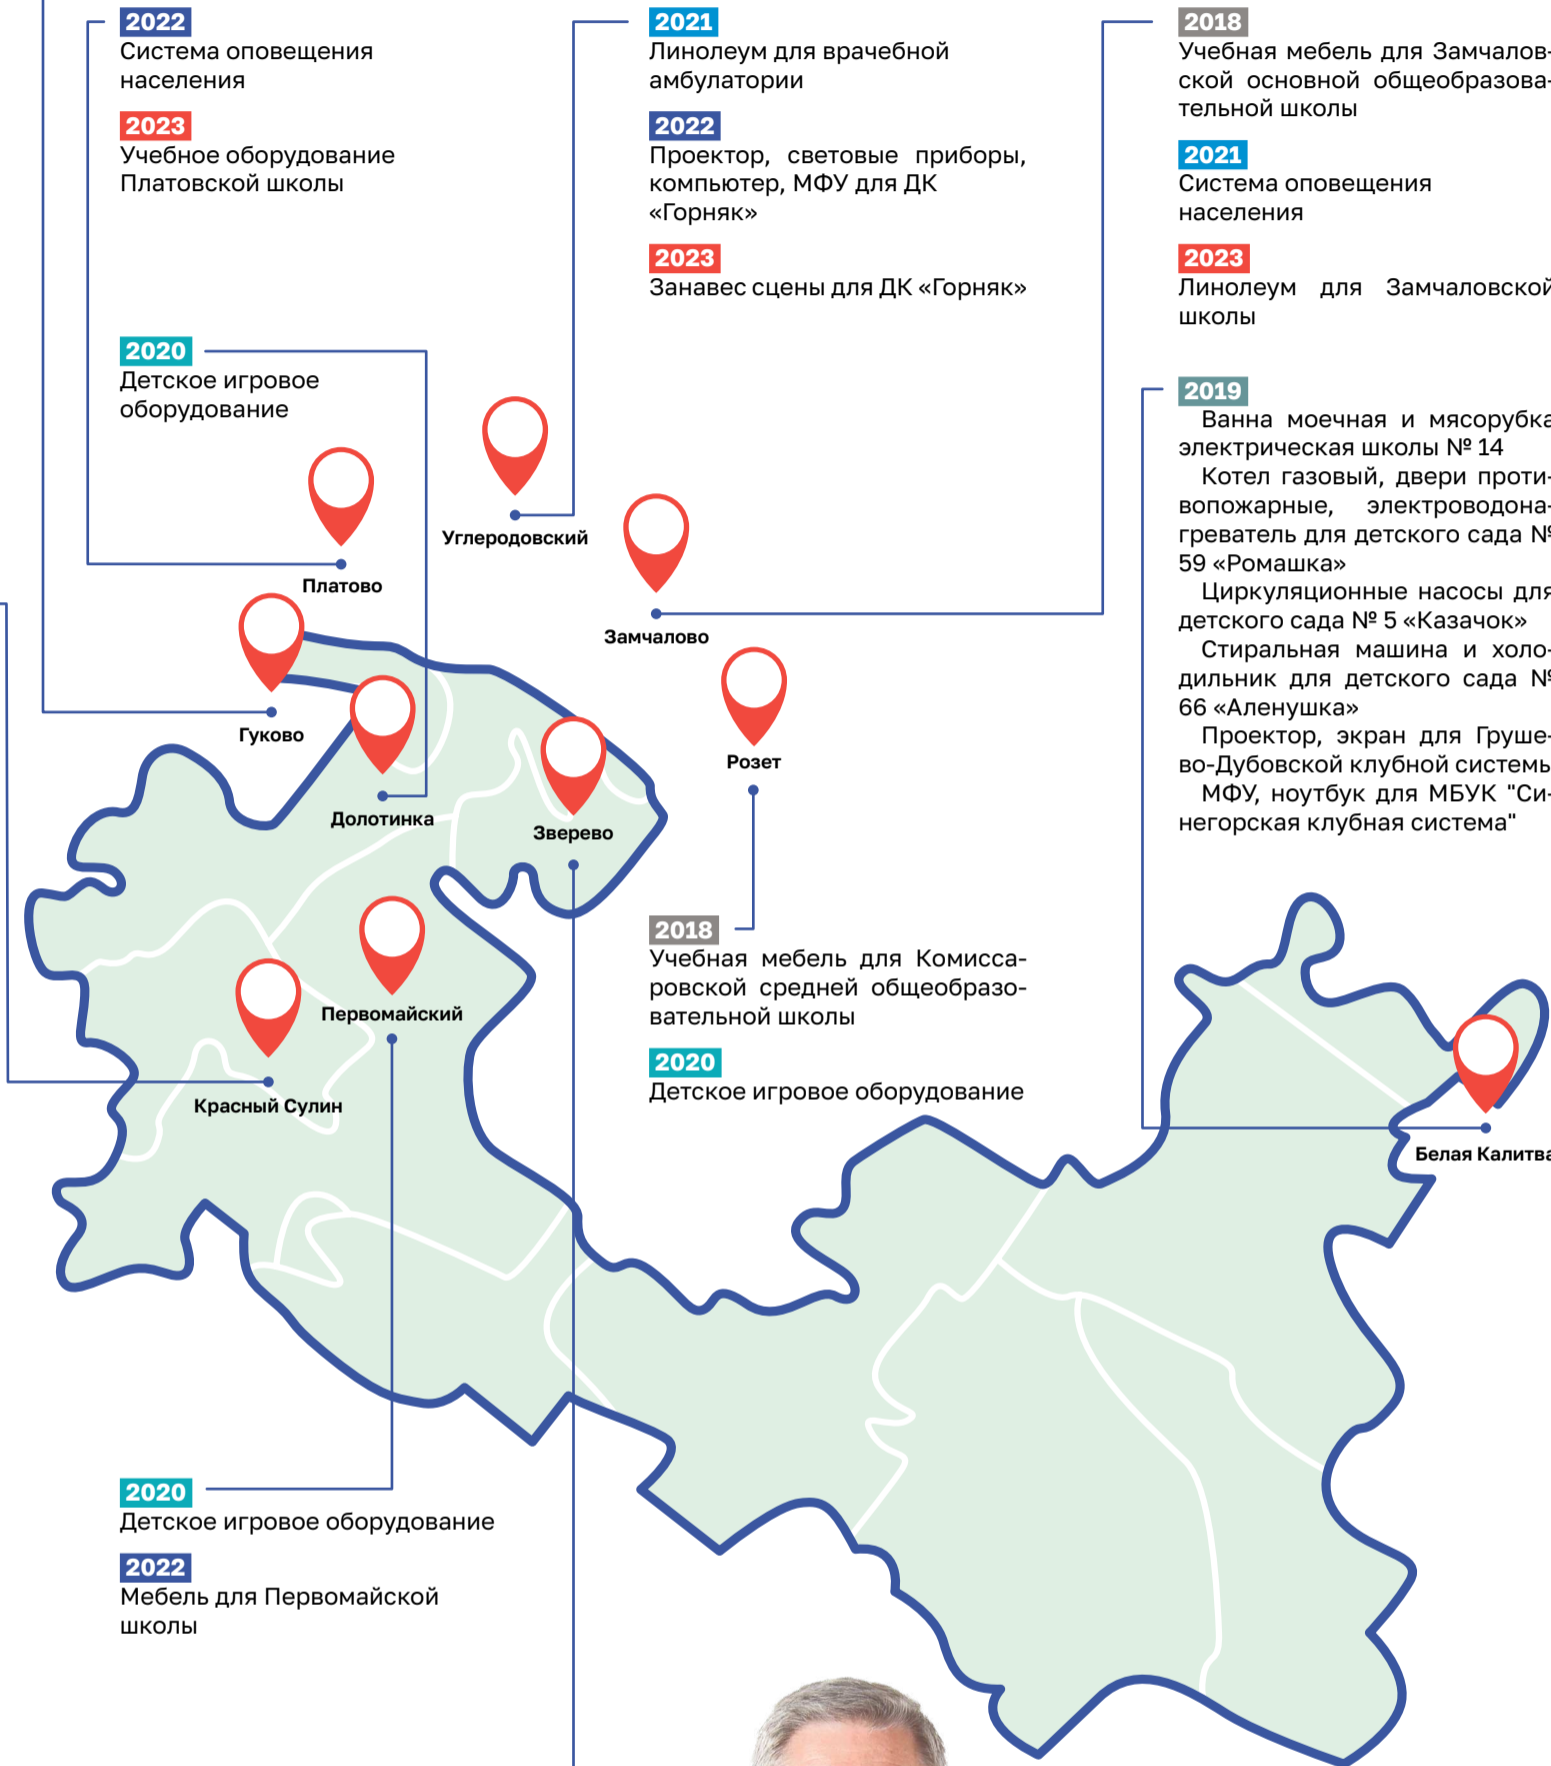 2022
Система оповещения
населения
2023
Учебное оборудование
Платовской школы
2021
Линолеум для врачебной
амбулатории
2022
Проектор, световые приборы,
компьютер, МФУ для ДК
«Горняк»
2023
Занавес сцены для ДК «Горняк»
2018
Учебная мебель для Замчалов-
ской основной общеобразова-
тельной школы
2021
Система оповещения
населения
2023
Линолеум для Замчаловской
школы
2020
Детское игровое
оборудование
2019
Ванна моечная и мясорубка
электрическая школы № 14
Котел газовый, двери проти-
вопожарные, электроводона-
греватель для детского сада №
59 «Ромашка»
Циркуляционные насосы для
детского сада № 5 «Казачок»
Стиральная машина и холо-
дильник для детского сада №
66 «Аленушка»
Проектор, экран для Груше-
во-Дубовской клубной системы
МФУ, ноутбук для МБУК "Си-
негорская клубная система"
Углеродовский
Платово
Замчалово
Гуково
Розет
Долотинка
Зверево
Первомайский
Красный Сулин
2018
Учебная мебель для Комисса-
ровской средней общеобразо-
вательной школы
2020
Детское игровое оборудование
Белая Калитва
2020
Детское игровое оборудование
2022
Мебель для Первомайской
школы